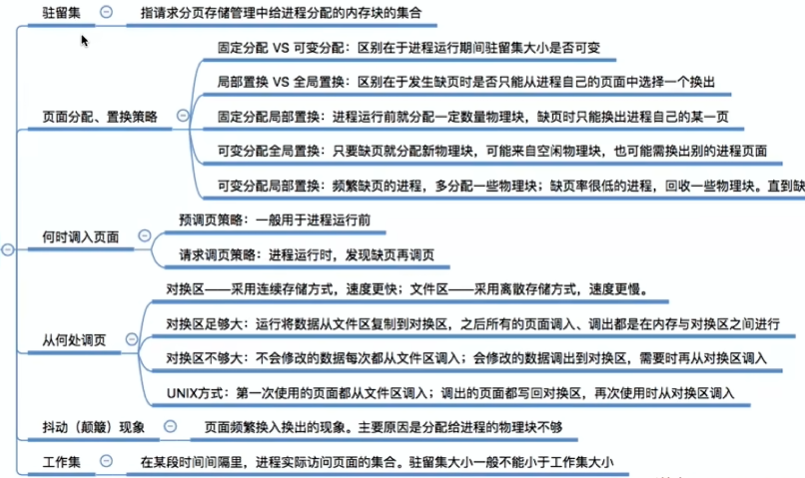 驻留集
指请求分页存储管理中给进程分配的内存块的集合
页面分配、置换策略
固定分配 VS 可变分配：区别在于进程运行期间驻留集大小是否可变
局部置换 VS 全局置换：区别在于发生缺页时是否只能从进程自己的页面中选择一个换出
固定分配局部置换：进程运行前就分配一定数量物理块，缺页时只能换出进程自己的某一页
可变分配全局置换：只要缺页就分配新物理块，可能来自空闲物理块，也可能需换出别的进程页面
可变分配局部置换：频繁缺页的进程，多分配一些物理块；缺页率很低的进程，回收一些物理块。直到缺
何时调入页面
预调页策略：一般用于进程运行前
请求调页策略：进程运行时，发现缺页再调页
从何处调页
对换区——采用连续存储方式，速度更快；文件区——采用离散存储方式，速度更慢。
对换区足够大：运行将数据从文件区复制到对换区，之后所有的页面调入、调出都是在内存与对换区之间进行
对换区不够大：不会修改的数据每次都从文件区调入；会修改的数据调出到对换区，需要时再从对换区调入
UNIX方式：第一次使用的页面都从文件区调入；调出的页面都写回对换区，再次使用时从对换区调入
抖动（颠簸）现象
页面频繁换入换出的现象。主要原因是分配给进程的物理块不够
工作集
在某段时间间隔里，进程实际访问页面的集合。驻留集大小一般不能小于工作集大小